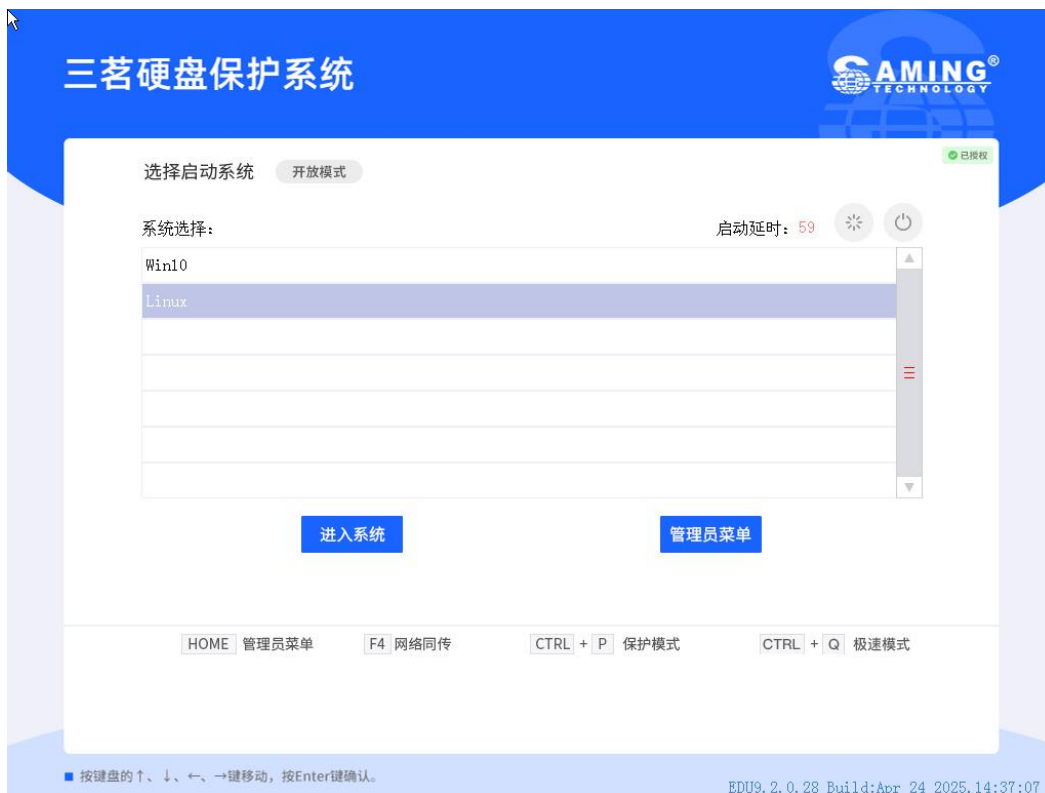 三茗硬盘保护系统
SAMING®
TECHNOLOGY
已授权
选择启动系统 开放模式
系统选择： 启动延时：59
Win10
Linux
进入系统 管理员菜单
HOME 管理员菜单 F4 网络同传 CTRL + P 保护模式 CTRL + Q 极速模式
按键盘的↑、↓、←、→键移动，按Enter键确认。
EDU9.2.0.28 Build:Apr 24 2025,14:37:07